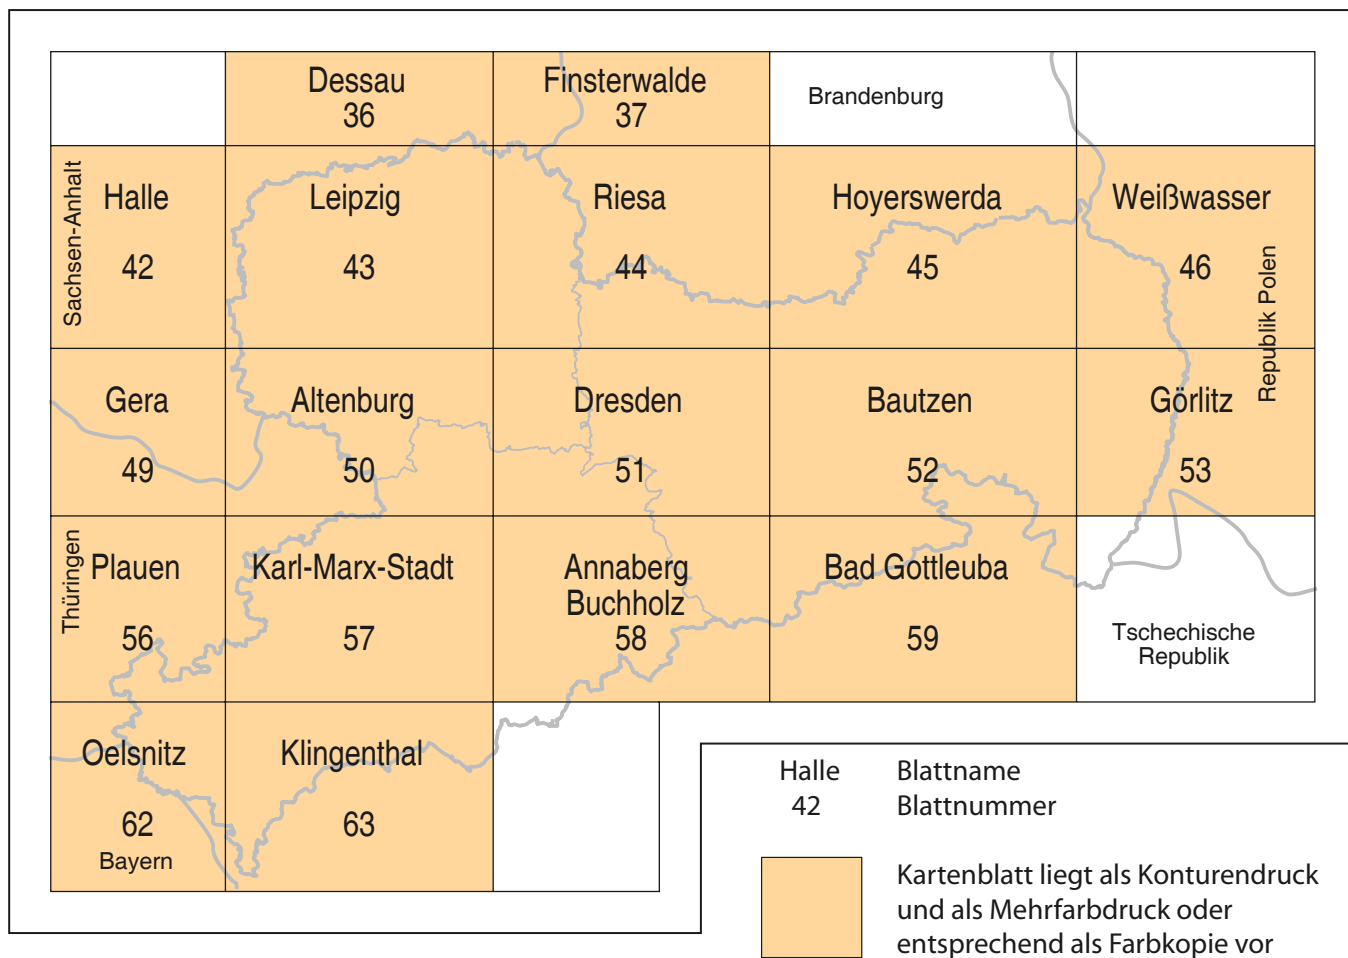 Dessau
36
Finsterwalde
37
Brandenburg
Sachsen-Anhalt
Halle
42
Leipzig
43
Riesa
44
Hoyerswerda
45
Weißwasser
46
Republik Polen
Gera
49
Altenburg
50
Dresden
51
Bautzen
52
Görlitz
53
Thüringen
Plauen
56
Karl-Marx-Stadt
57
Annaberg
Buchholz
58
Bad Gottleuba
59
Tschechische
Republik
Oelsnitz
62
Bayern
Klingenthal
63
Halle Blattname
42 Blattnummer
Kartenblatt liegt als Konturendruck
und als Mehrfarbdruck oder
entsprechend als Farbkopie vor